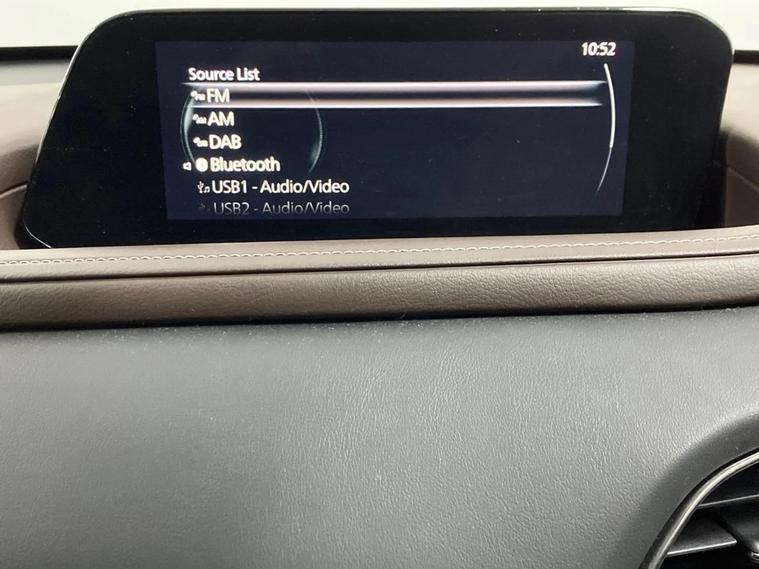 10:52
Source List
FM
AM
DAB
Bluetooth
USB1 - Audio/Video
USB2 - Audio/Video